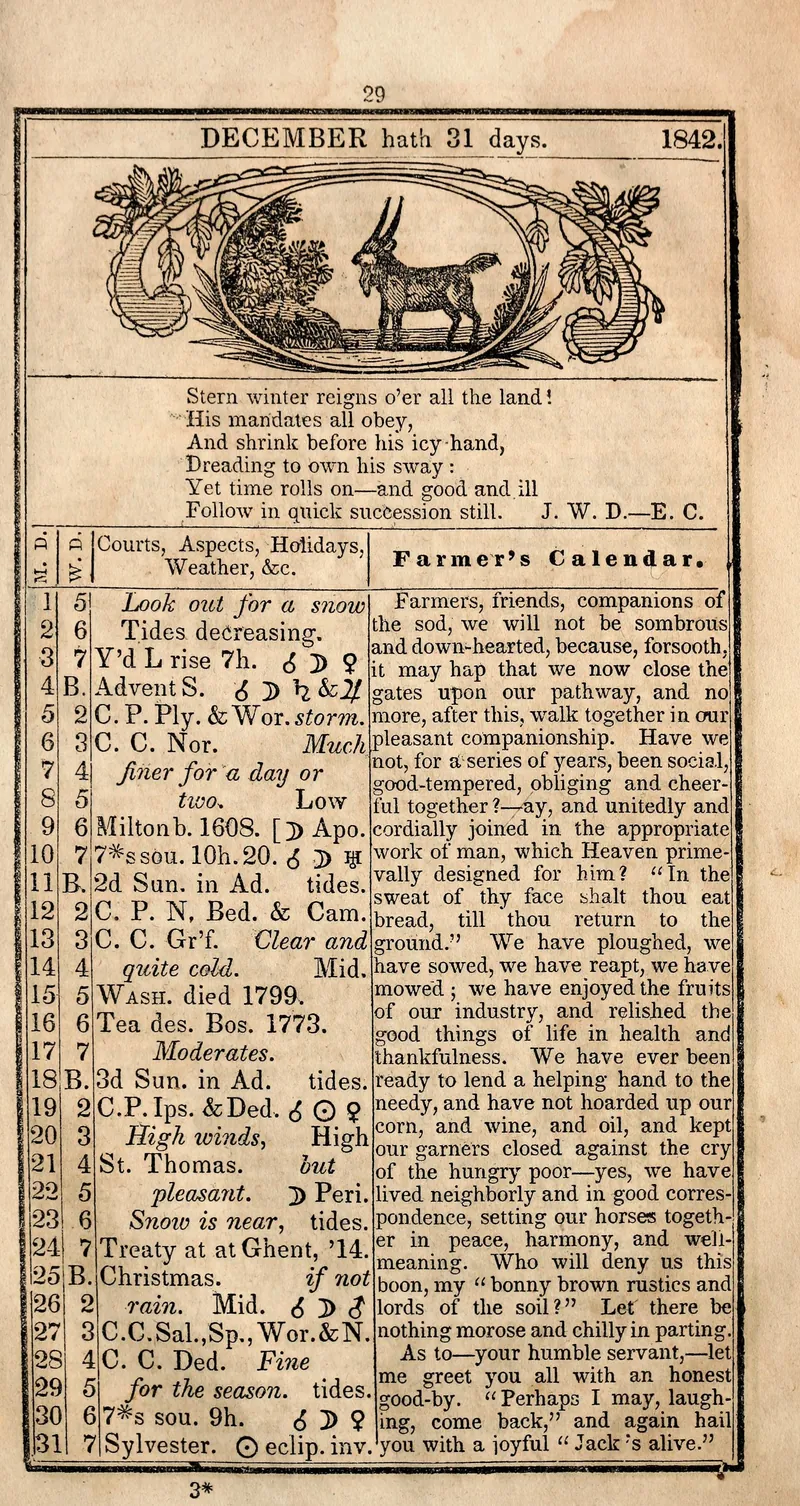 29
DECEMBER hath 31 days. 1842.
Stern winter reigns o’er all the land!
His mandates all obey,
And shrink before his icy hand,
Dreading to own his sway :
Yet time rolls on—and good and ill
Follow in quick succession still. J. W. D.—E. C.
M. D. W. D. Courts, Aspects, Holidays,
Weather, &c.
1 5 Look out for a snow
2 6 Tides decreasing.
3 7 Y’d L rise 7h. ☌ ☽ ♀
4 B. Advent S. ☌ ☽ ♄ & ♃
5 2 C. P. Ply. & Wor. storm.
6 3 C. C. Nor. Much
7 4 finer for a day or
8 5 two. Low
9 6 Milton b. 1608. [☽ Apo.
10 7 7*s sou. 10h. 20. ☌ ☽ ♅
11 B. 2d Sun. in Ad. tides.
12 2 C. P. N, Bed. & Cam.
13 3 C. C. Gr’f. Clear and
14 4 quite cold. Mid.
15 5 WASH. died 1799.
16 6 Tea des. Bos. 1773.
17 7 Moderates.
18 B. 3d Sun. in Ad. tides.
19 2 C.P. Ips. & Ded. ☌ ☉ ♀
20 3 High winds, High
21 4 St. Thomas. but
22 5 pleasant. ☽ Peri.
23 6 Snow is near, tides.
24 7 Treaty at at Ghent, ’14.
25 B. Christmas. if not
26 2 rain. Mid. ☌ ☽ ♂
27 3 C.C.Sal.,Sp.,Wor.&N.
28 4 C. C. Ded. Fine
29 5 for the season. tides.
30 6 7*s sou. 9h. ☌ ☽ ♀
31 7 Sylvester. ☉ eclip. inv.
Farmer’s Calendar.
Farmers, friends, companions of
the sod, we will not be sombrous
and down-hearted, because, forsooth,
it may hap that we now close the
gates upon our pathway, and no
more, after this, walk together in our
pleasant companionship. Have we
not, for a series of years, been social,
good-tempered, obliging and cheer-
ful together?—ay, and unitedly and
cordially joined in the appropriate
work of man, which Heaven prime-
vally designed for him? “In the
sweat of thy face shalt thou eat
bread, till thou return to the
ground.” We have ploughed, we
have sowed, we have reapt, we have
mowed ; we have enjoyed the fruits
of our industry, and relished the
good things of life in health and
thankfulness. We have ever been
ready to lend a helping hand to the
needy, and have not hoarded up our
corn, and wine, and oil, and kept
our garners closed against the cry
of the hungry poor—yes, we have
lived neighborly and in good corres-
pondence, setting our horses togeth-
er in peace, harmony, and well-
meaning. Who will deny us this
boon, my “bonny brown rustics and
lords of the soil?” Let there be
nothing morose and chilly in parting.
As to—your humble servant,—let
me greet you all with an honest
good-by. “Perhaps I may, laugh-
ing, come back,” and again hail
you with a joyful “Jack’s alive.”
3*